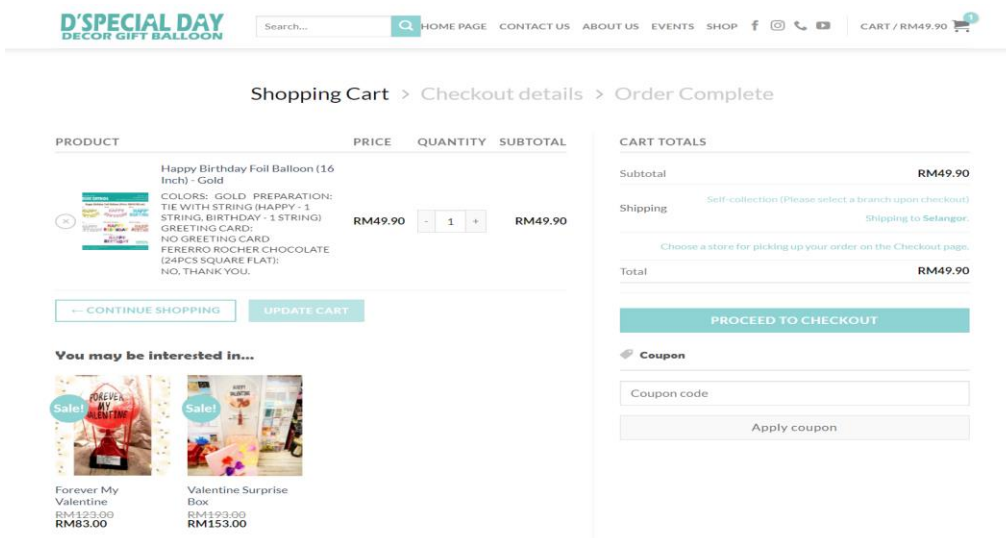 D'SPECIAL DAY
DECOR GIFT BALLOON
Search...
HOME PAGE CONTACT US ABOUT US EVENTS SHOP
CART / RM49.90
1
Shopping Cart > Checkout details > Order Complete
PRODUCT PRICE QUANTITY SUBTOTAL
Happy Birthday Foil Balloon (16
Inch) - Gold
COLORS: GOLD PREPARATION:
TIE WITH STRING (HAPPY - 1
STRING, BIRTHDAY - 1 STRING)
GREETING CARD:
NO GREETING CARD
FERERRO ROCHER CHOCOLATE
(24PCS SQUARE FLAT):
NO, THANK YOU.
RM49.90 - 1 + RM49.90
← CONTINUE SHOPPING UPDATE CART
You may be interested in...
Sale!
FOREVER
MY
VALENTINE
Forever My
Valentine
RM123.00
RM83.00
Sale!
HAPPY
VALENTINE
Valentine Surprise
Box
RM193.00
RM153.00
CART TOTALS
Subtotal RM49.90
Shipping
Self-collection (Please select a branch upon checkout)
Shipping to Selangor.
Choose a store for picking up your order on the Checkout page.
Total RM49.90
PROCEED TO CHECKOUT
Coupon
Coupon code
Apply coupon